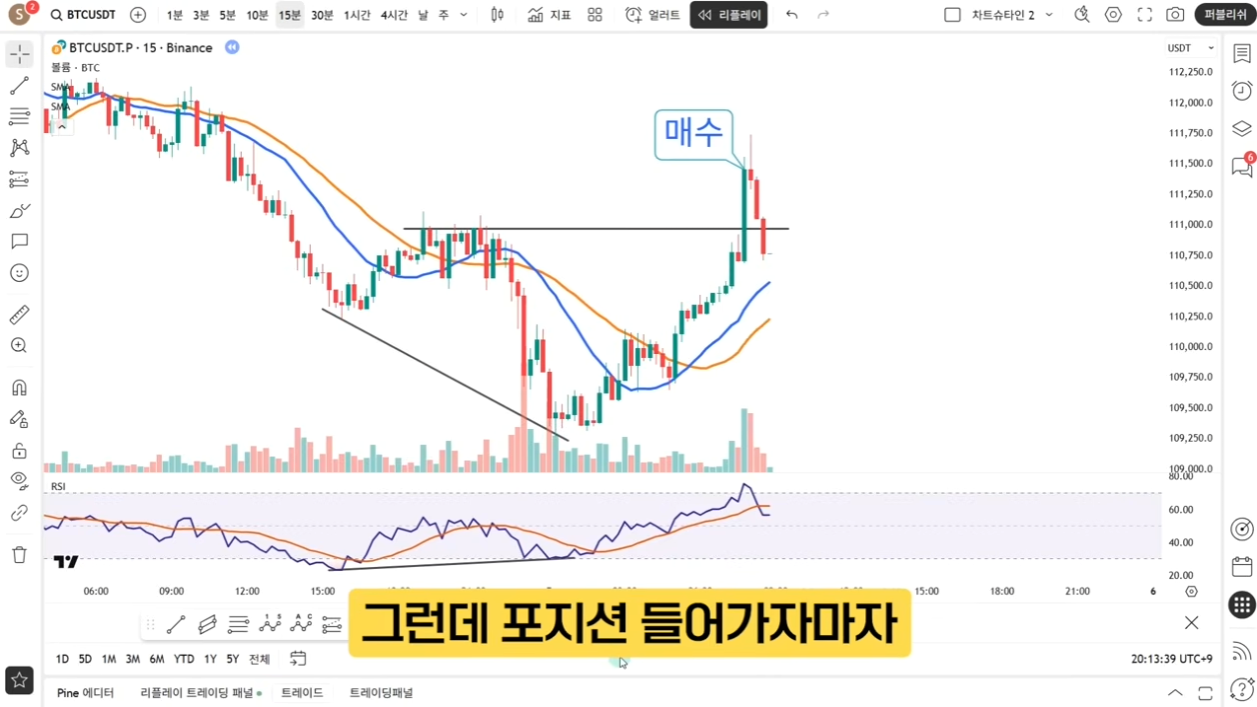 S 2 BTCUSDT 1분 3분 5분 10분 15분 30분 1시간 4시간 날 주 지표 얼러트 리플레이 차트슈타인 2 퍼블리쉬
BTCUSDT.P · 15 · Binance
USDT
볼륨 · BTC
SMA
SMA
매수
112,250.0
112,000.0
111,750.0
111,500.0
111,250.0
111,000.0
110,750.0
110,500.0
110,250.0
110,000.0
109,750.0
109,500.0
109,250.0
109,000.0
6
RSI
80.00
60.00
40.00
20.00
06:00 09:00 12:00 15:00 15:00 18:00 21:00 6
그런데 포지션 들어가자마자
1D 5D 1M 3M 6M YTD 1Y 5Y 전체
20:13:39 UTC+9
Pine 에디터 리플레이 트레이딩 패널 트레이드 트레이딩패널